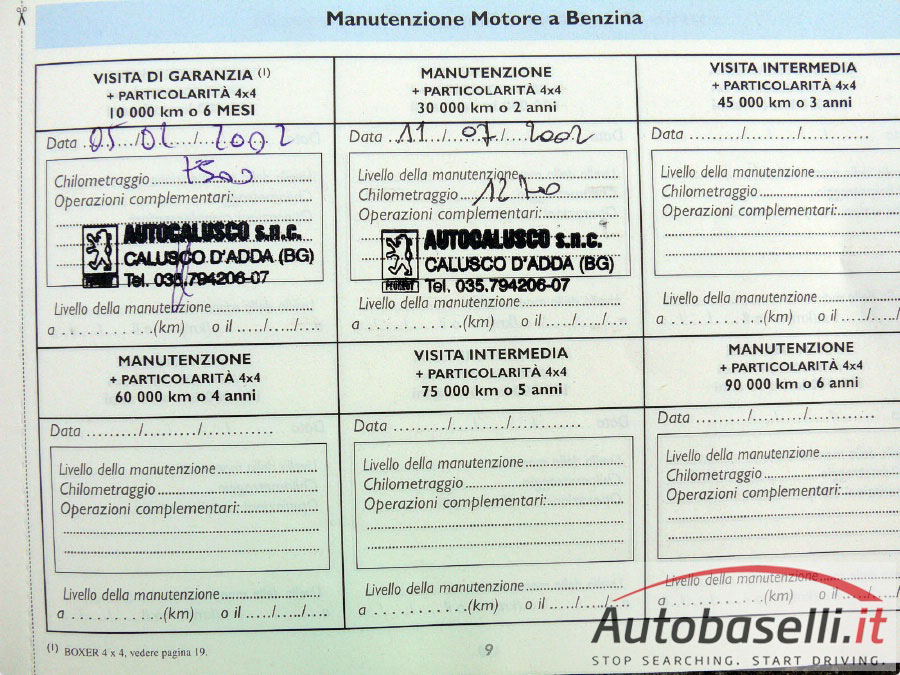 Manutenzione Motore a Benzina
VISITA DI GARANZIA (1)
+ PARTICOLARITÀ 4x4
10 000 km o 6 MESI
Data 05/02/2002
Chilometraggio 7500
Operazioni complementari:
AUTOCALUSCO s.n.c.
CALUSCO D'ADDA (BG)
Tel. 035.794206-07
PEUGEOT
Livello della manutenzione
a .........(km) o il ...../...../....
MANUTENZIONE
+ PARTICOLARITÀ 4x4
30 000 km o 2 anni
Data 11/07/2002
Livello della manutenzione
Chilometraggio
Operazioni complementari:
AUTOCALUSCO s.n.c.
CALUSCO D'ADDA (BG)
Tel. 035.794206-07
PEUGEOT
Livello della manutenzione
a .........(km) o il ...../...../....
VISITA INTERMEDIA
+ PARTICOLARITÀ 4x4
45 000 km o 3 anni
Data ........./........./............
Livello della manutenzione
Chilometraggio
Operazioni complementari:
Livello della manutenzione
a .........(km) o il ...../...../
MANUTENZIONE
+ PARTICOLARITÀ 4x4
60 000 km o 4 anni
Data ........./........./............
Livello della manutenzione
Chilometraggio
Operazioni complementari:
Livello della manutenzione
a .........(km) o il ...../...../....
VISITA INTERMEDIA
+ PARTICOLARITÀ 4x4
75 000 km o 5 anni
Data ........./........./............
Livello della manutenzione
Chilometraggio
Operazioni complementari:
Livello della manutenzione
a .........(km) o il ...../...../....
MANUTENZIONE
+ PARTICOLARITÀ 4x4
90 000 km o 6 anni
Data ........./........./............
Livello della manutenzione
Chilometraggio
Operazioni complementari:
Livello della manutenzione
a .........(km) o il ...../...../
(1) BOXER 4 x 4, vedere pagina 19.
9
Autobaselli.it
STOP SEARCHING. START DRIVING.